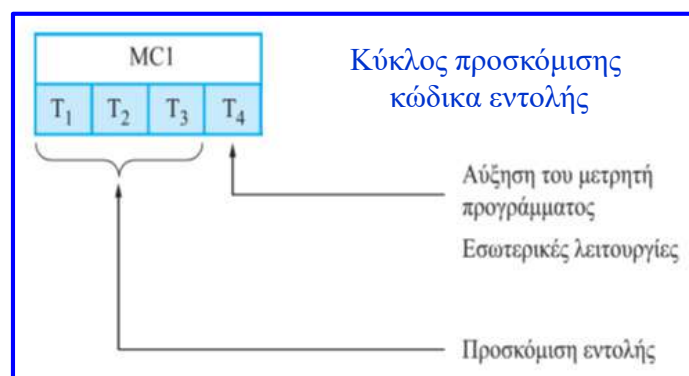 MC1
Κύκλος προσκόμισης
κώδικα εντολής
T1 T2 T3 T4
Αύξηση του μετρητή
προγράμματος
Εσωτερικές λειτουργίες
Προσκόμιση εντολής